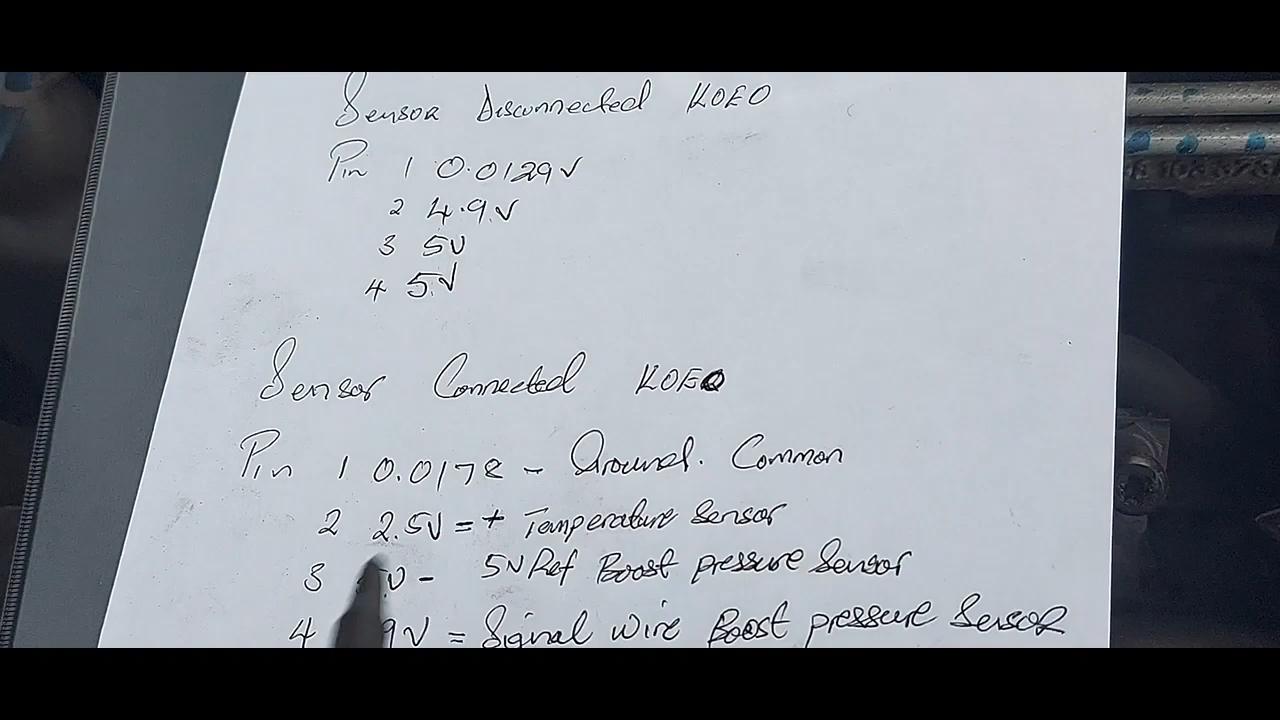 Sensor Disconnected KOEO
Pin 1 0.0129V
2 4.9V
3 5V
4 5V
Sensor Connected KOEO
Pin 1 0.0178 - Ground. Common
2 2.5V = + Temperature Sensor
3 V - 5V Ref Boost pressure Sensor
4 9V = Signal wire Boost pressure Sensor